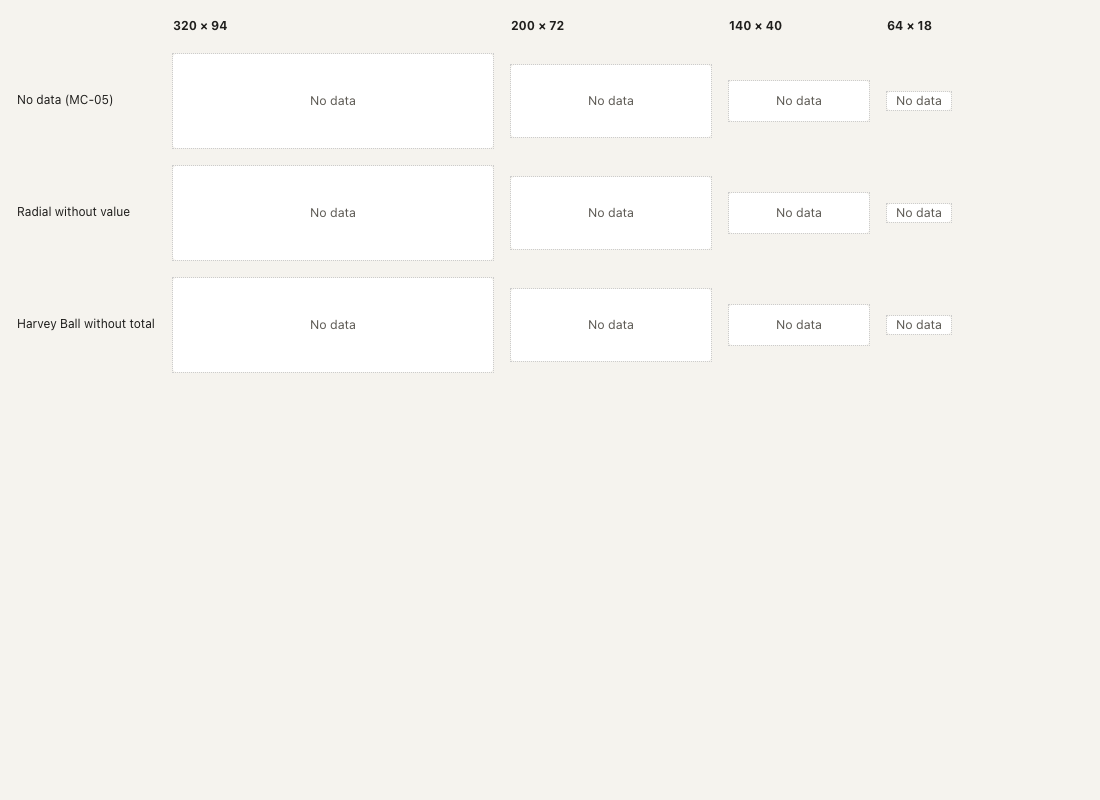 320 × 94 200 × 72 140 × 40 64 × 18
No data (MC-05) No data No data No data No data
Radial without value No data No data No data No data
Harvey Ball without total No data No data No data No data